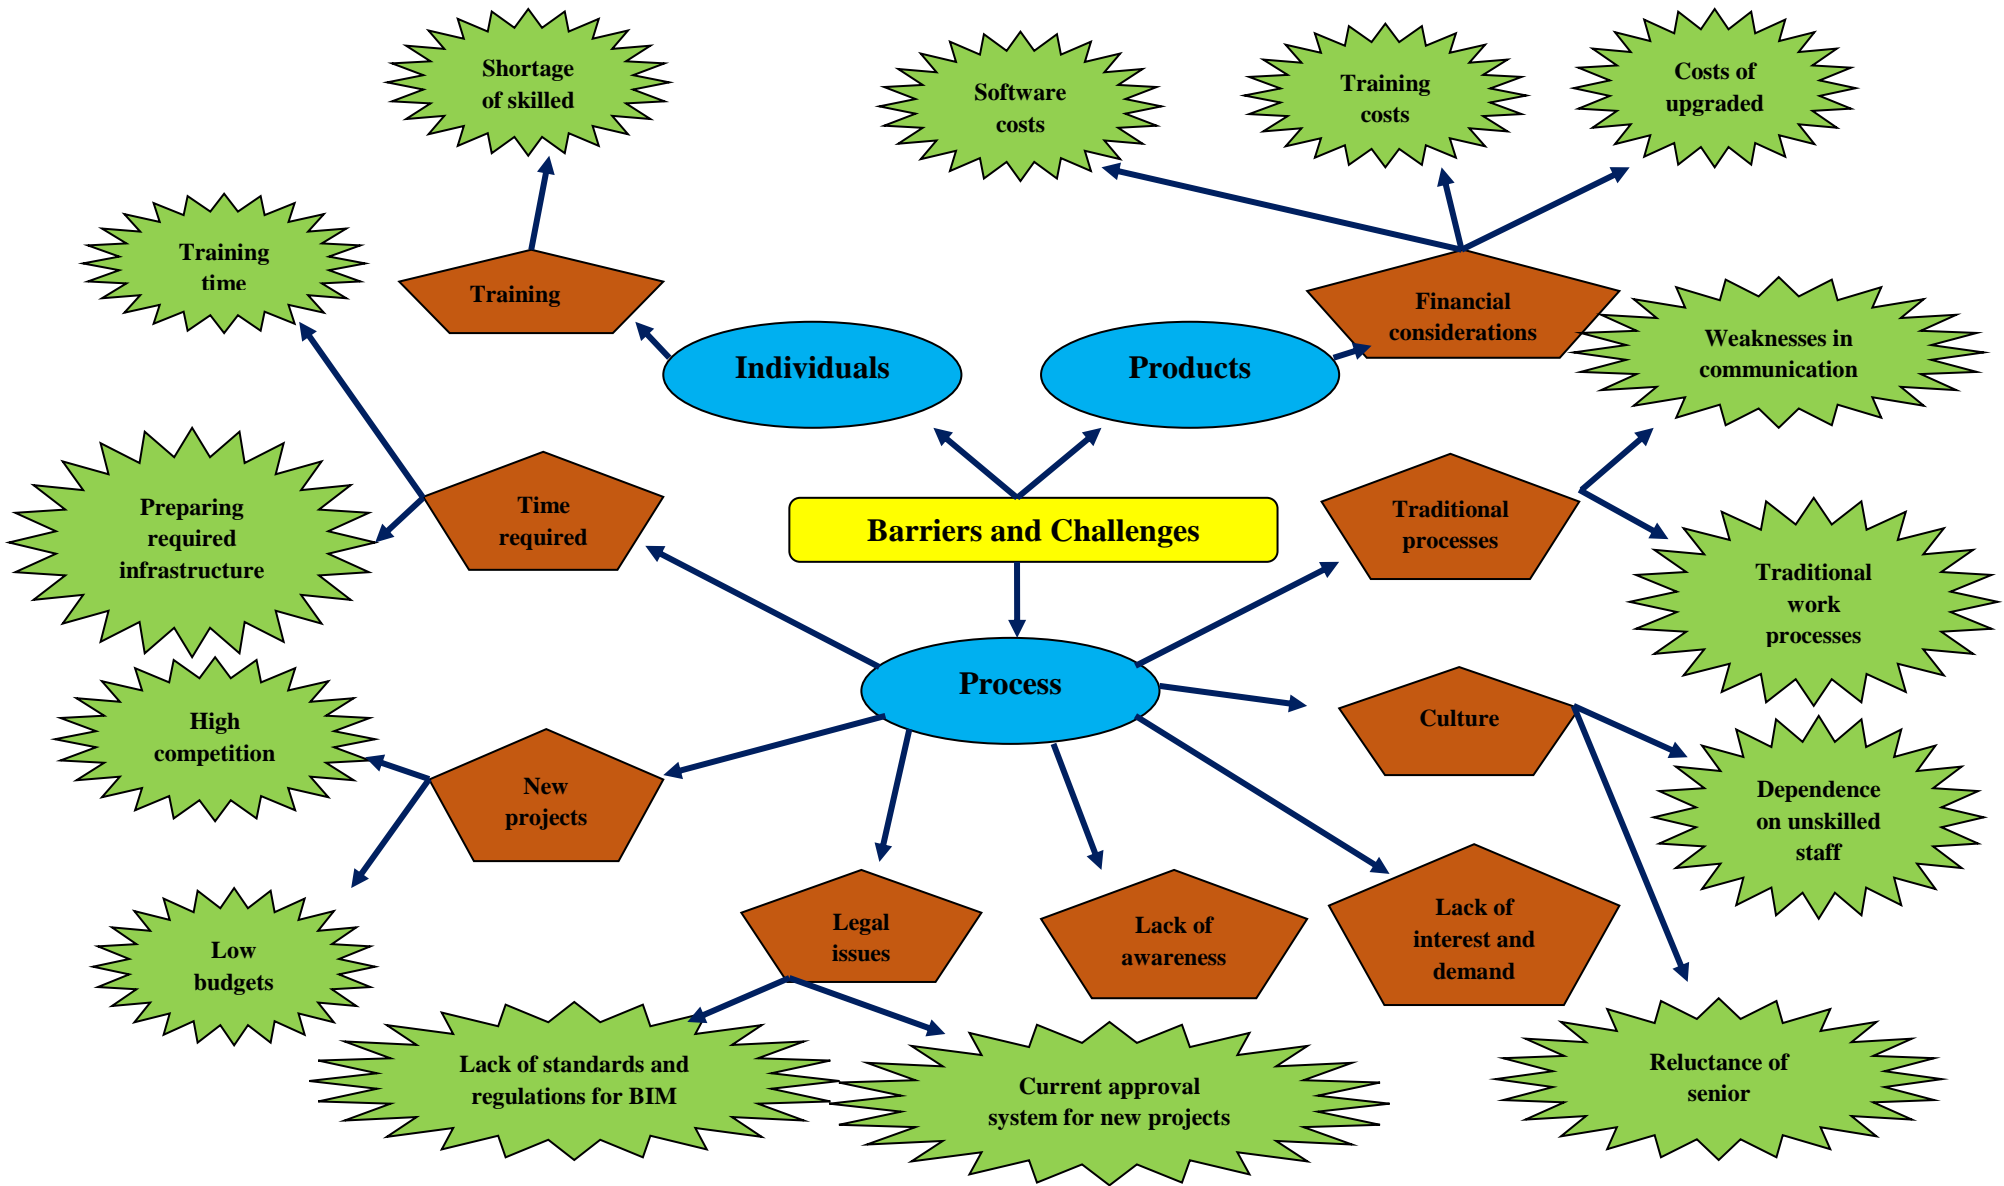 Shortage
of skilled
Software
costs
Training
costs
Costs of
upgraded
Training
time
Training
Financial
considerations
Individuals
Products
Weaknesses in
communication
Preparing
required
infrastructure
Time
required
Barriers and Challenges
Traditional
processes
Traditional
work
processes
High
competition
Process
Culture
New
projects
Dependence
on unskilled
staff
Low
budgets
Legal
issues
Lack of
awareness
Lack of
interest and
demand
Lack of standards and
regulations for BIM
Current approval
system for new projects
Reluctance of
senior